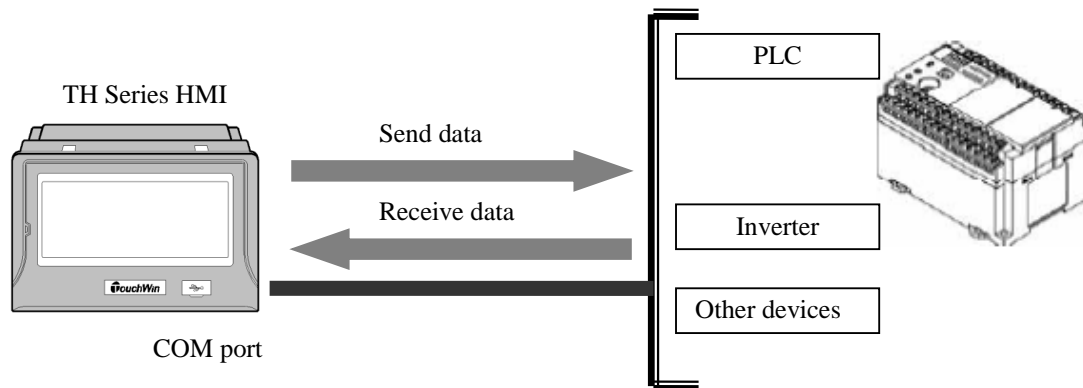 PLC
TH Series HMI
Send data
Receive data
Inverter
TouchWin
Other devices
COM port